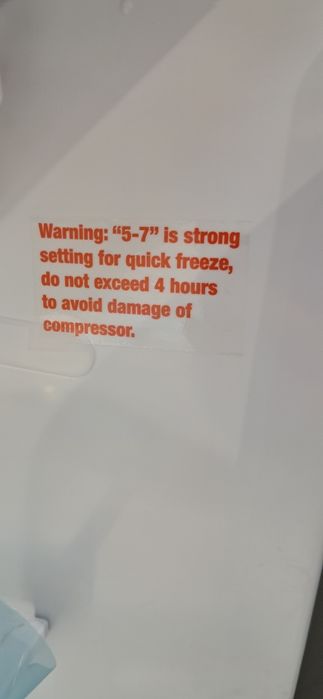 Warning: “5-7” is strong
setting for quick freeze,
do not exceed 4 hours
to avoid damage of
compressor.